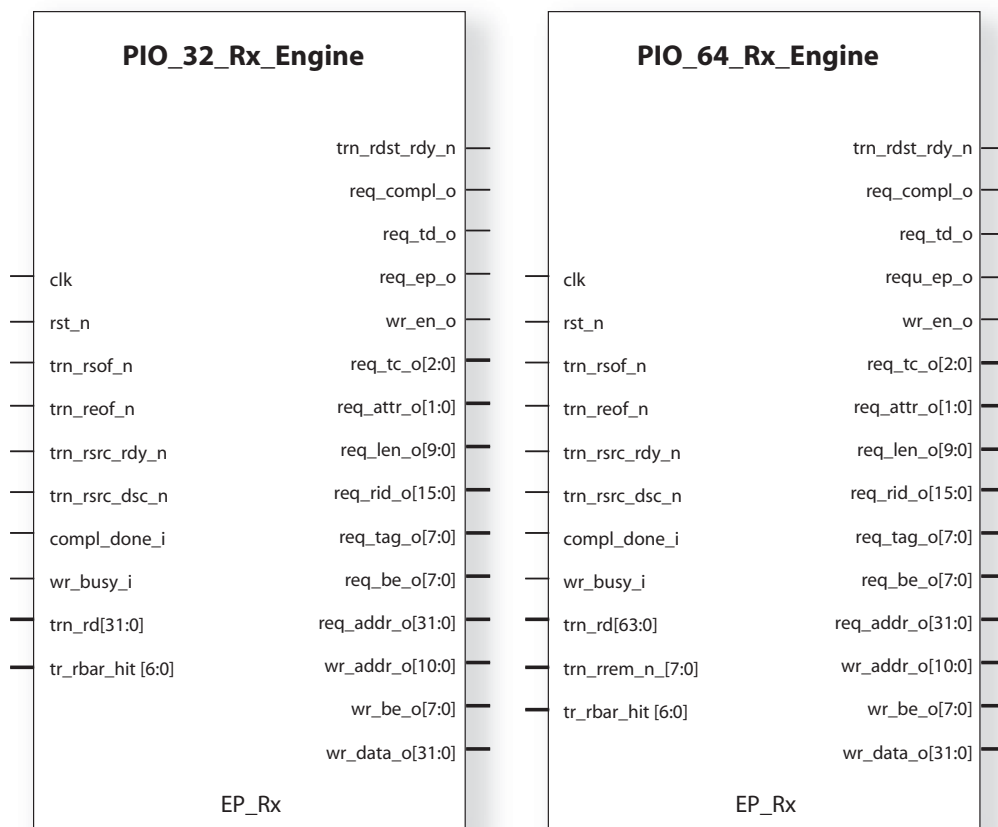 PIO_32_Rx_Engine
trn_rdst_rdy_n
req_compl_o
req_td_o
clk
req_ep_o
rst_n
wr_en_o
trn_rsof_n
req_tc_o[2:0]
trn_reof_n
req_attr_o[1:0]
trn_rsrc_rdy_n
req_len_o[9:0]
trn_rsrc_dsc_n
req_rid_o[15:0]
compl_done_i
req_tag_o[7:0]
wr_busy_i
req_be_o[7:0]
trn_rd[31:0]
req_addr_o[31:0]
tr_rbar_hit [6:0]
wr_addr_o[10:0]
wr_be_o[7:0]
wr_data_o[31:0]
EP_Rx
PIO_64_Rx_Engine
trn_rdst_rdy_n
req_compl_o
req_td_o
clk
requ_ep_o
rst_n
wr_en_o
trn_rsof_n
req_tc_o[2:0]
trn_reof_n
req_attr_o[1:0]
trn_rsrc_rdy_n
req_len_o[9:0]
trn_rsrc_dsc_n
req_rid_o[15:0]
compl_done_i
req_tag_o[7:0]
wr_busy_i
req_be_o[7:0]
trn_rd[63:0]
req_addr_o[31:0]
trn_rrem_n_[7:0]
wr_addr_o[10:0]
tr_rbar_hit [6:0]
wr_be_o[7:0]
wr_data_o[31:0]
EP_Rx